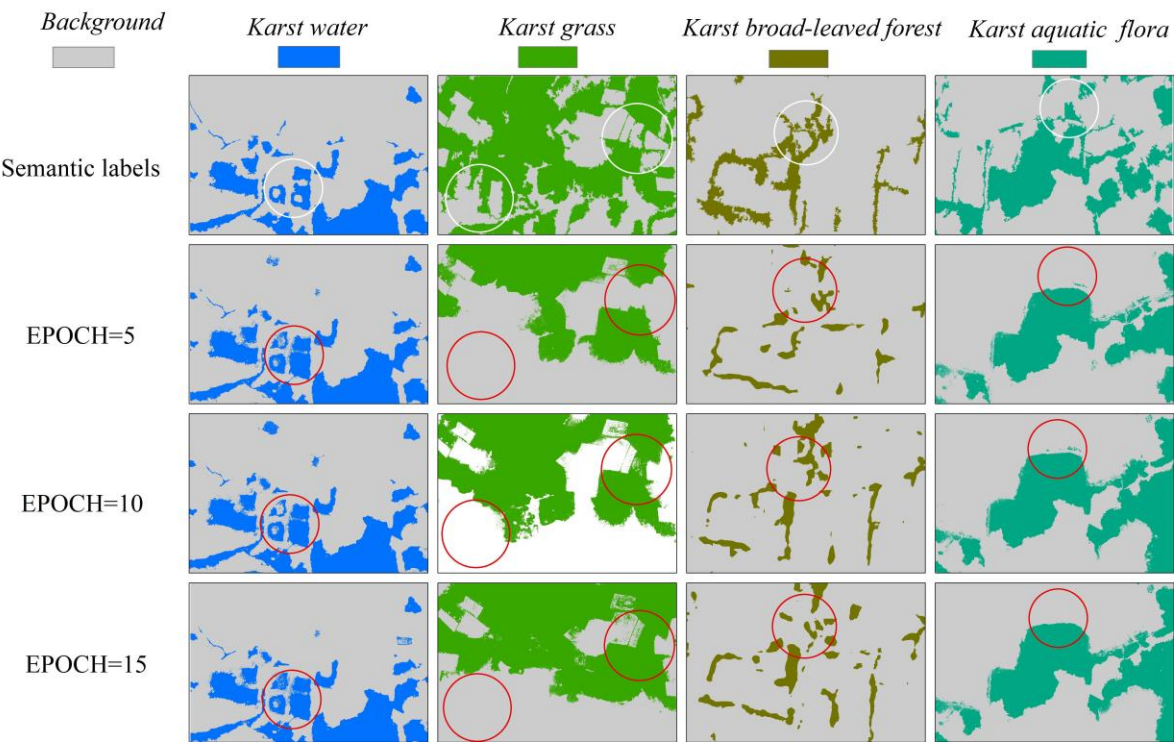 Background
Karst water
Karst grass
Karst broad-leaved forest
Karst aquatic flora
Semantic labels
EPOCH=5
EPOCH=10
EPOCH=15